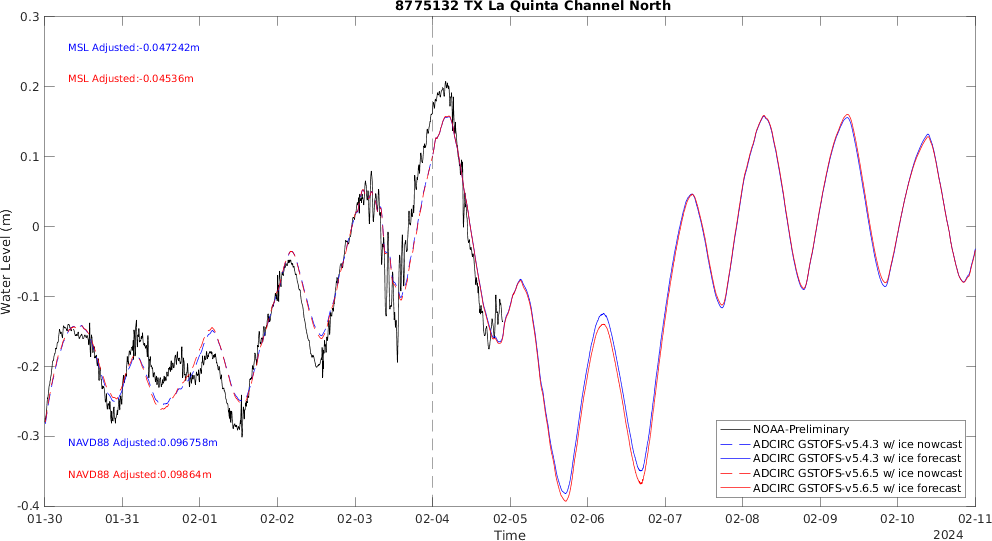 8775132 TX La Quinta Channel North
0.3
0.2
0.1
0
-0.1
-0.2
-0.3
-0.4
Water Level (m)
MSL Adjusted:-0.047242m
MSL Adjusted:-0.04536m
NAVD88 Adjusted:0.096758m
NAVD88 Adjusted:0.09864m
NOAA-Preliminary
ADCIRC GSTOFS-v5.4.3 w/ ice nowcast
ADCIRC GSTOFS-v5.4.3 w/ ice forecast
ADCIRC GSTOFS-v5.6.5 w/ ice nowcast
ADCIRC GSTOFS-v5.6.5 w/ ice forecast
01-30 01-31 02-01 02-02 02-03 02-04 02-05 02-06 02-07 02-08 02-09 02-10 02-11
Time
2024